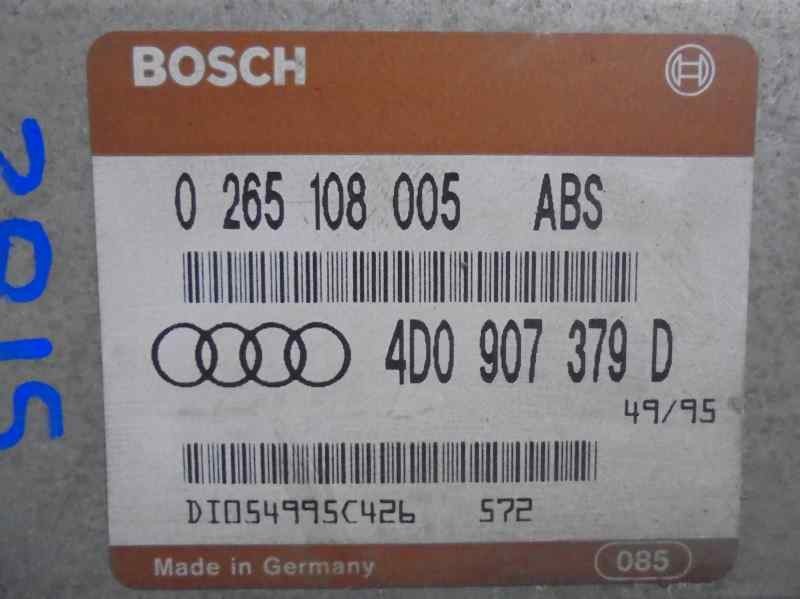 BOSCH
0 265 108 005 ABS
4D0 907 379 D
49/95
DI054995C426 572
Made in Germany 085
2815